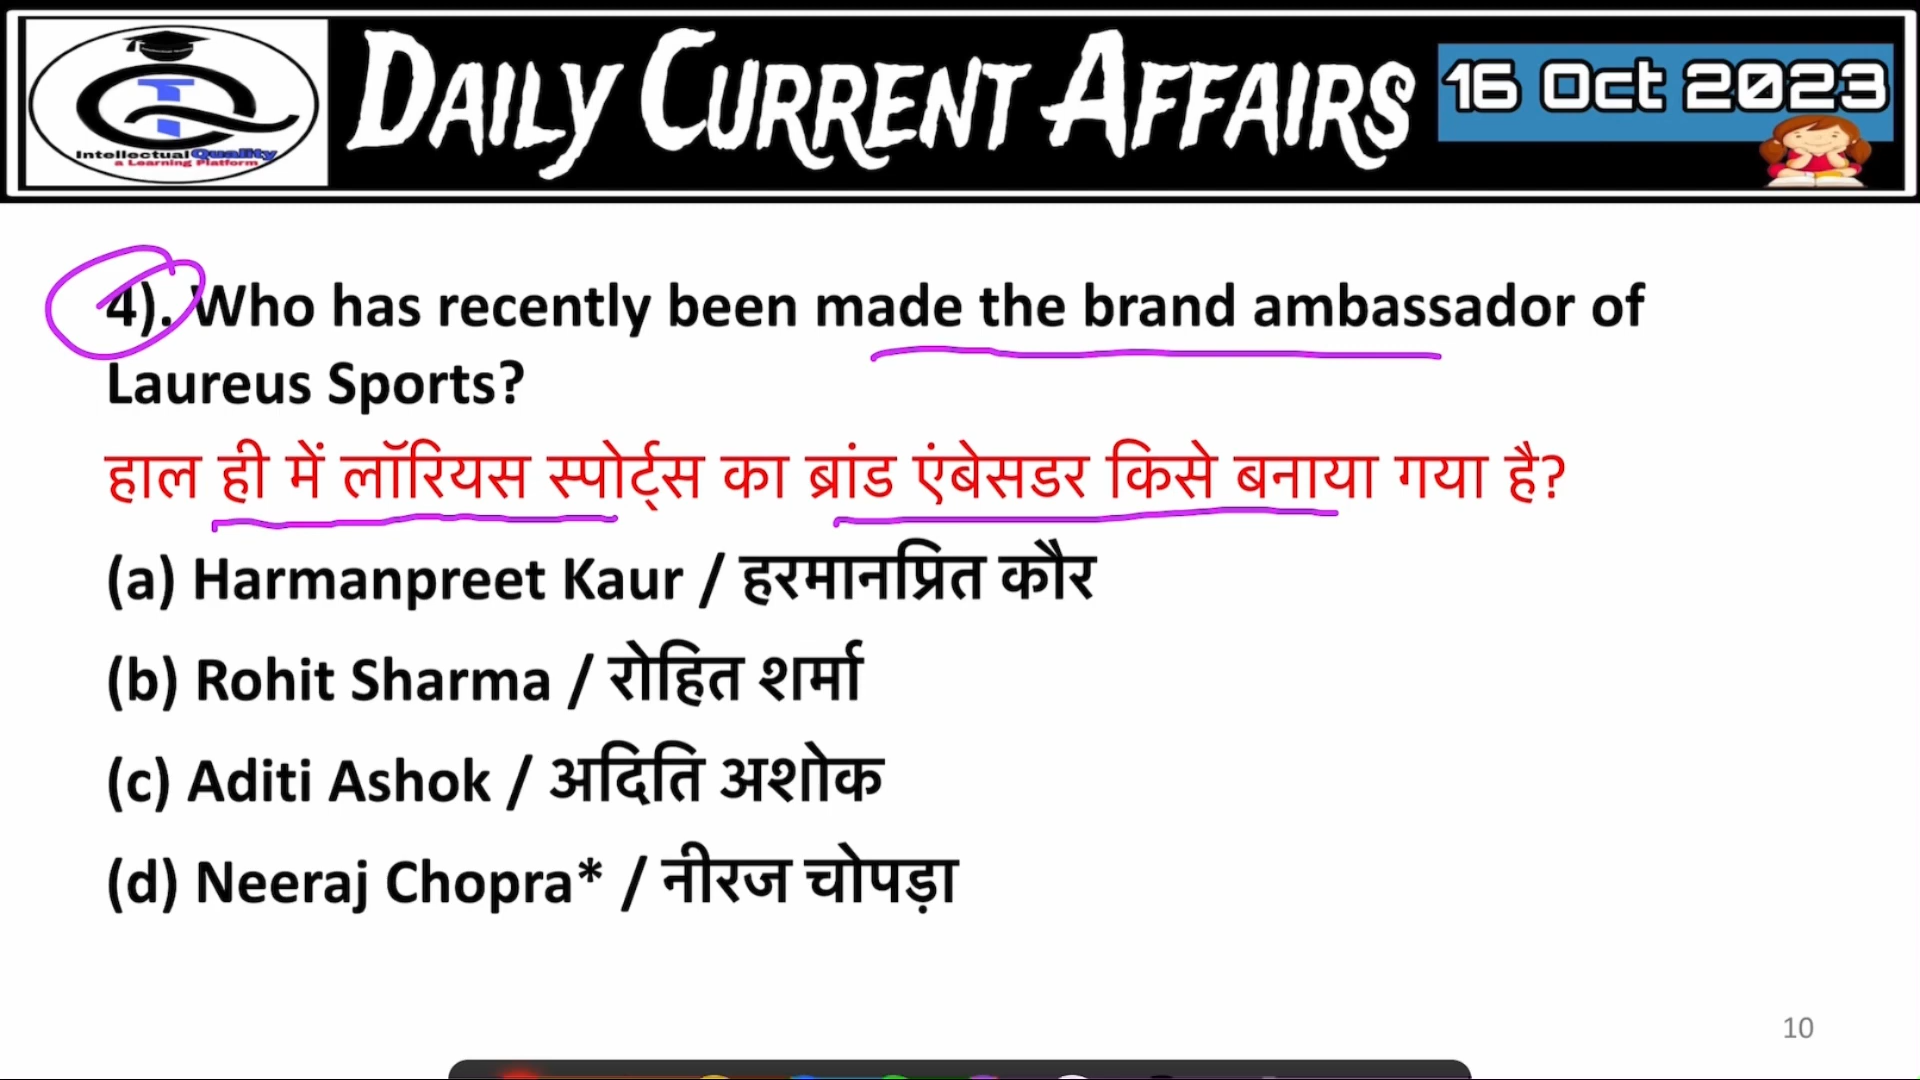 DAILY CURRENT AFFAIRS
16 Oct 2023
Intellectual Quality
a Learning Platform
4). Who has recently been made the brand ambassador of
Laureus Sports?
हाल ही में लॉरियस स्पोर्ट्स का ब्रांड एंबेसडर किसे बनाया गया है?
(a) Harmanpreet Kaur / हरमानप्रित कौर
(b) Rohit Sharma / रोहित शर्मा
(c) Aditi Ashok / अदिति अशोक
(d) Neeraj Chopra* / नीरज चोपड़ा
10